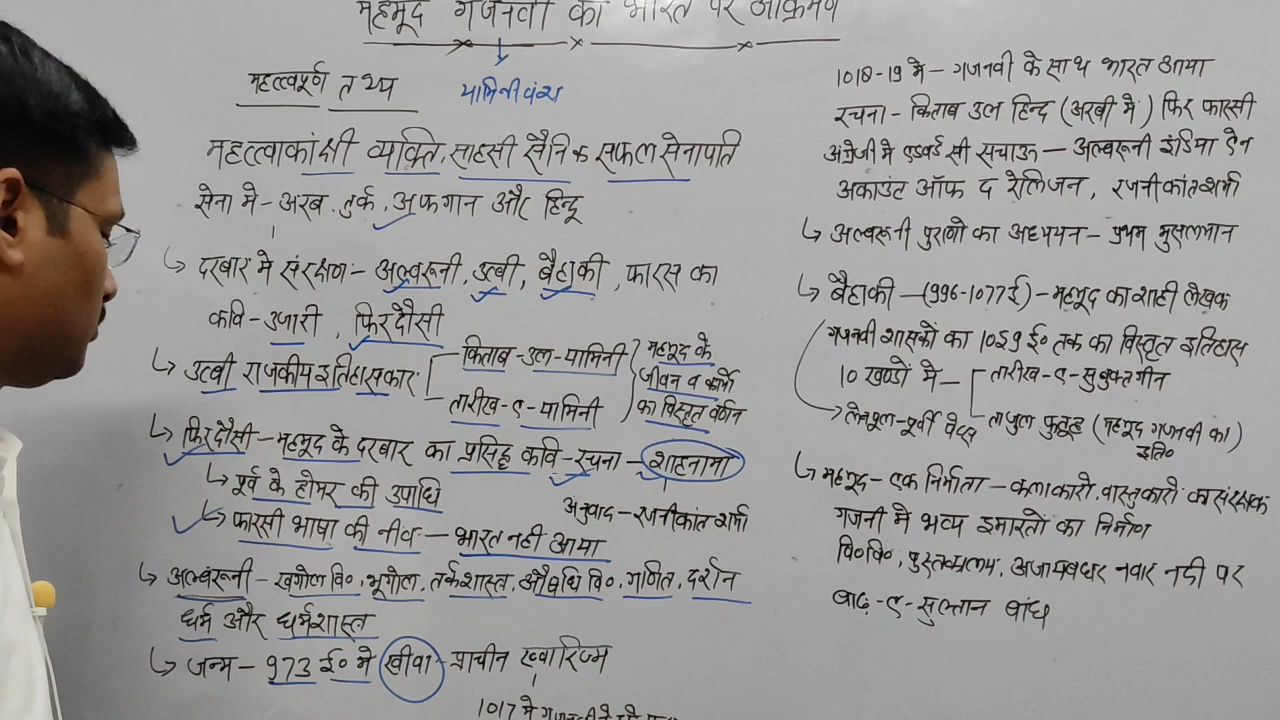 महमूद गजनवी का भारत पर आक्रमण
यामिनी वंश
महत्वपूर्ण तथ्य
महत्त्वाकांक्षी व्यक्ति, साहसी सैनिक सफल सेनापति
सेना मे - अरब, तुर्क, अफगान और हिन्दू
↳ दरबार मे संरक्षण - अल्बरूनी, उत्बी, बैहाकी, फारस का
कवि - उजारी, फिरदौसी
↳ उत्बी राजकीय इतिहासकार
किताब-उल-यामिनी
तारीख-ए-यामिनी
महमूद के
जीवन व कार्यो
का विस्तृत वर्णन
↳ फिरदौसी - महमूद के दरबार का प्रसिद्ध कवि - रचना - शाहनामा
↳ पूर्व के होमर की उपाधि
अनुवाद - रजनीकांत शर्मा
↳ फारसी भाषा की नीव - भारत नही आया
↳ अल्बरूनी - खगोल वि०, भूगोल, तर्कशास्त्र, औषधि वि०, गणित, दर्शन
धर्म और धर्मशास्त्र
↳ जन्म - 973 ई० मे खीवा - प्राचीन ख्वारिज्म
1017 मे
1018-19 मे - गजनवी के साथ भारत आया
रचना - किताब उल हिन्द (अरबी मे) फिर फारसी
अंग्रेजी मे एडवर्ड सी सचाऊ - अल्बरूनी इंडिया ऐन
अकाउंट ऑफ द रेलिजन, रजनीकांत शर्मा
↳ अल्बरूनी पुराणो का अध्ययन - प्रथम मुसलमान
↳ बैहाकी - (996-1077ई) - महमूद का शाही लेखक
गजनवी शासकों का 1059 ई० तक का विस्तृत इतिहास
10 खण्डो मे -
तारीख-ए-सुबुक्तगीन
ताजुल फुतूह (महमूद गजनवी का)
इति०
→ लेनपूल - पूर्वी पेप्स
↳ महमूद - एक निर्माता - कलाकारो, वास्तुकारो का संरक्षक
गजनी मे भव्य इमारतो का निर्माण
वि०वि०, पुस्तकालय, अजायबघर नवार नदी पर
बाढ़-ए-सुल्तान बांध